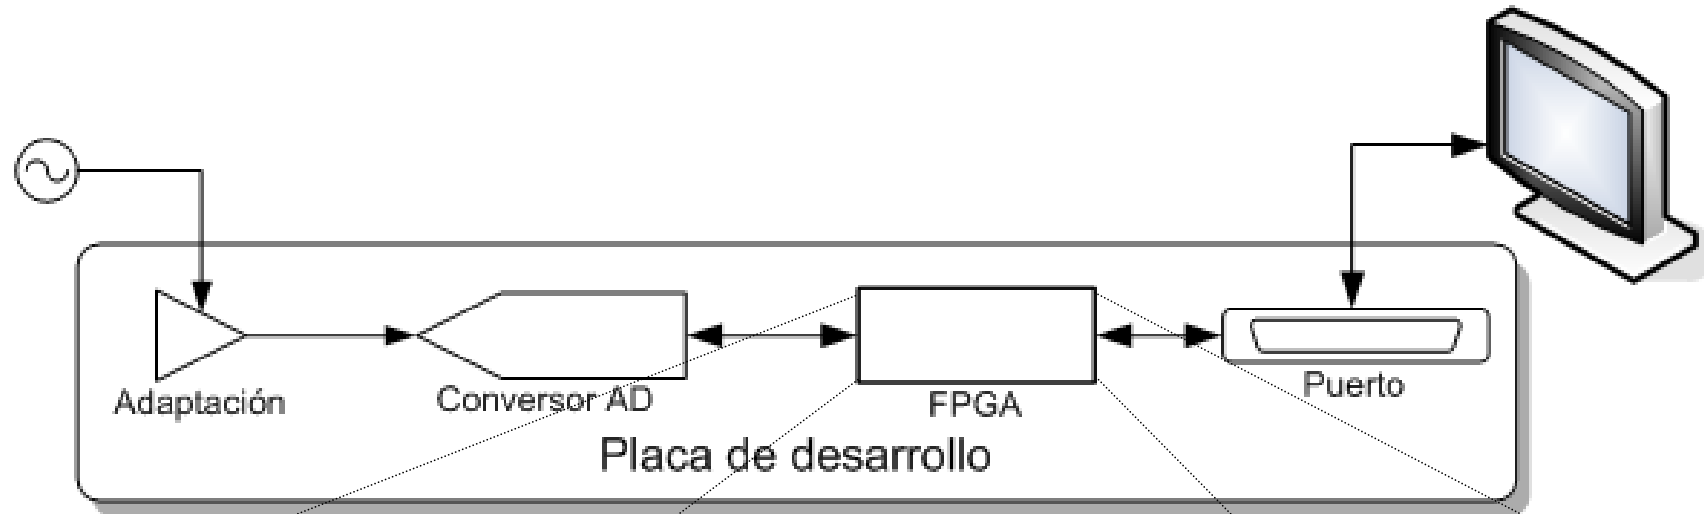 Adaptación
Conversor AD
FPGA
Puerto
Placa de desarrollo